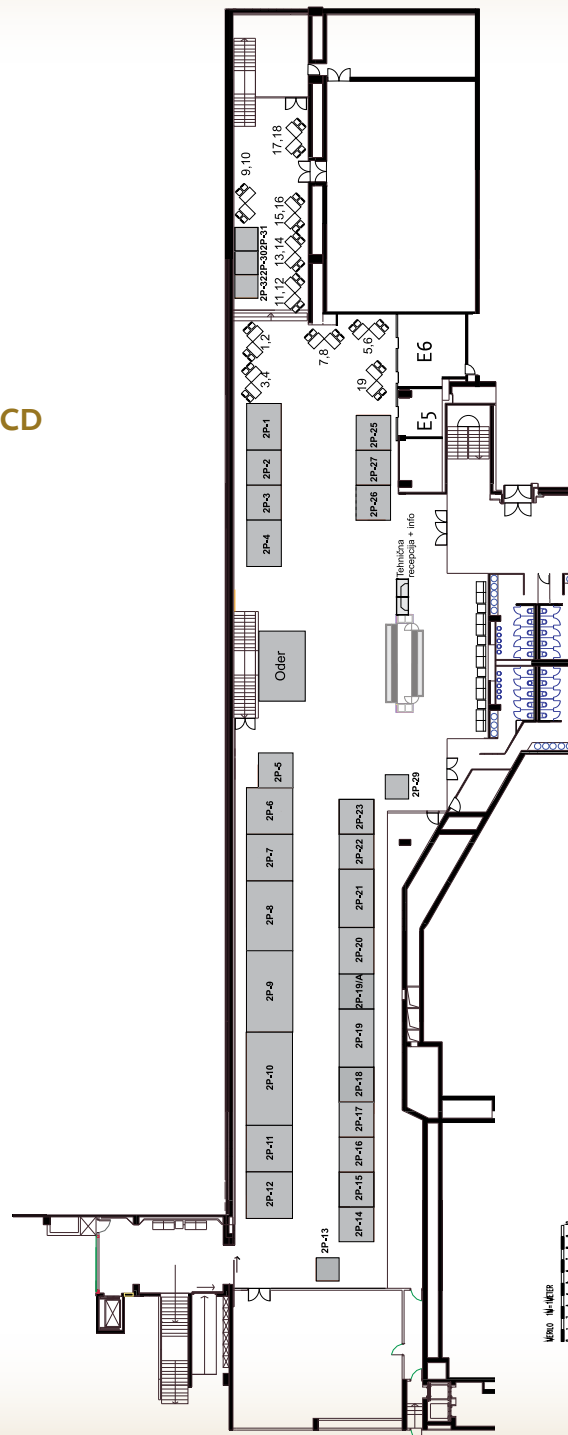 17,18
9,10
15,16
2P-31
2P-30
2P-32
13,14
11,12
1,2
7,8
5,6
E6
3,4
19
E5
CD
2P-1
2P-25
2P-2
2P-27
2P-3
2P-26
2P-4
Tehnična
recepcija + info
Oder
2P-5
2P-29
2P-6
2P-23
2P-7
2P-22
2P-8
2P-21
2P-20
2P-9
2P-19/A
2P-19
2P-10
2P-18
2P-17
2P-11
2P-16
2P-12
2P-15
2P-14
2P-13
MERILO 1M=1METER